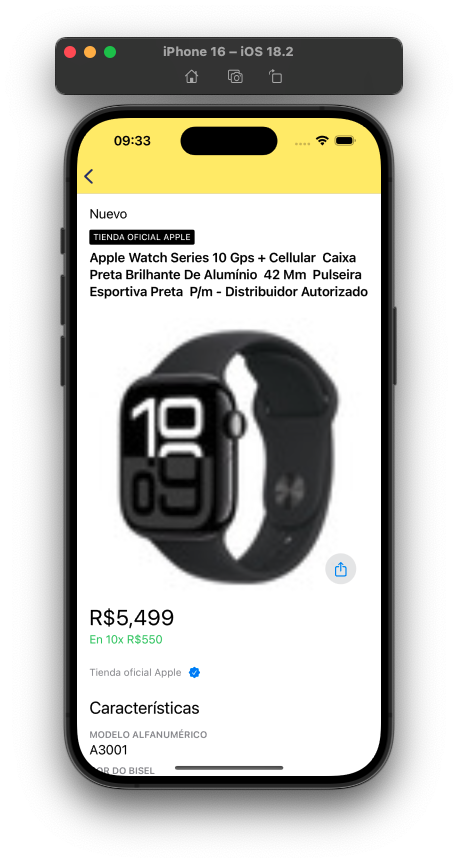 iPhone 16 – iOS 18.2
09:33
Nuevo
TIENDA OFICIAL APPLE
Apple Watch Series 10 Gps + Cellular Caixa
Preta Brilhante De Alumínio 42 Mm Pulseira
Esportiva Preta P/m - Distribuidor Autorizado
10
09
R$5,499
En 10x R$550
Tienda oficial Apple
Características
MODELO ALFANUMÉRICO
A3001
COR DO BISEL